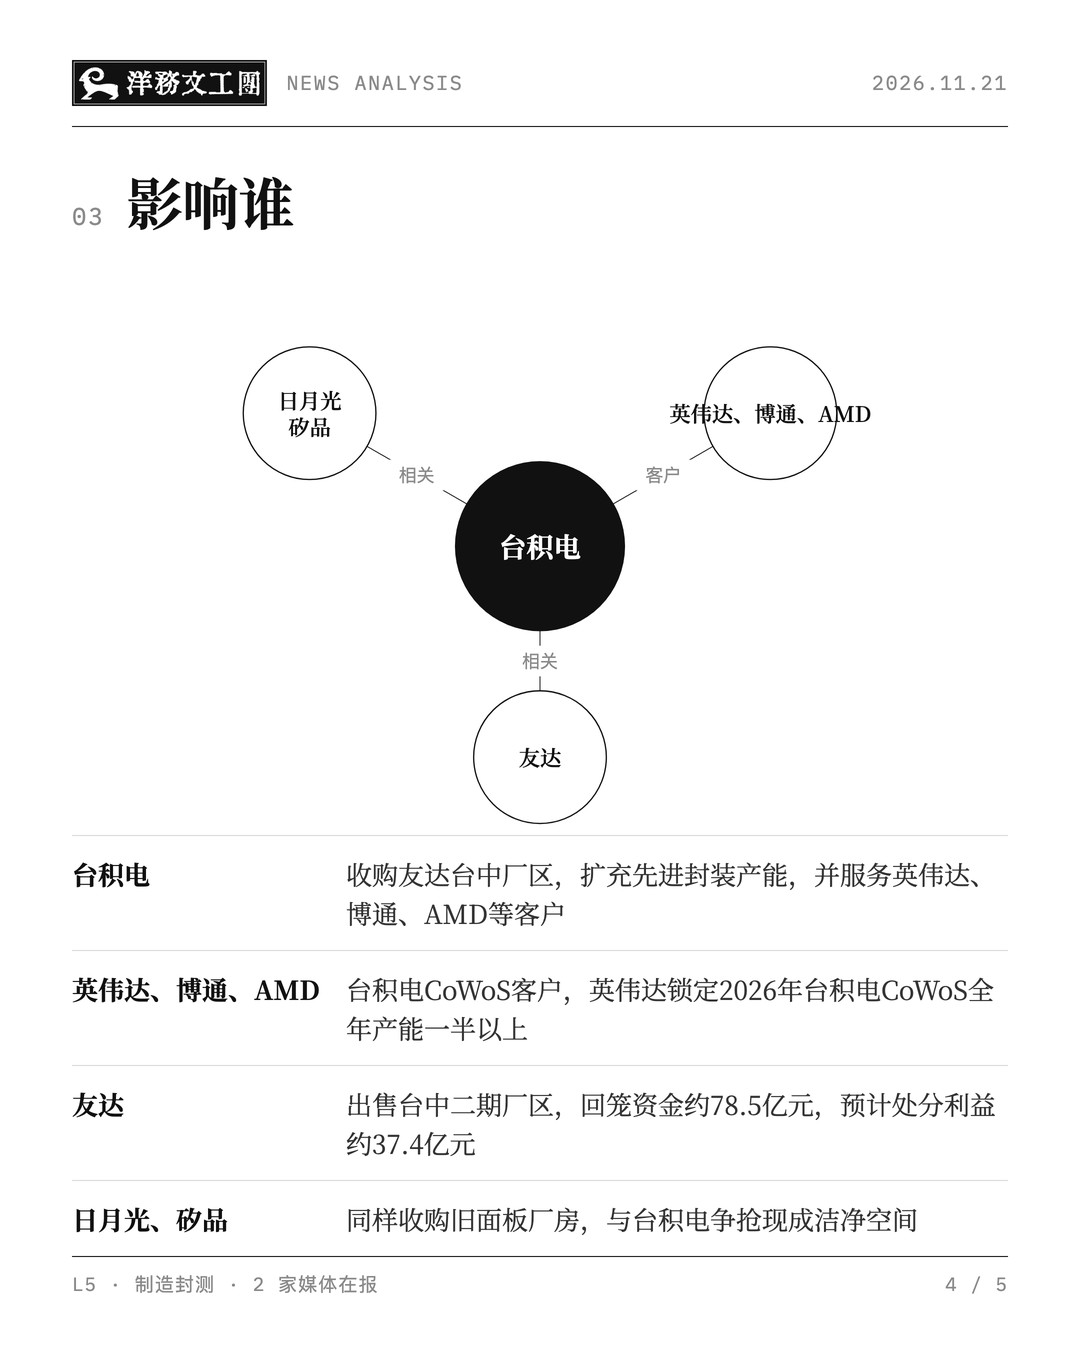 洋務文工團 NEWS ANALYSIS 2026.11.21
03 影响谁
日月光
矽品
英伟达、博通、AMD
相关
客户
台积电
相关
友达
台积电 收购友达台中厂区，扩充先进封装产能，并服务英伟达、
博通、AMD等客户
英伟达、博通、AMD 台积电CoWoS客户，英伟达锁定2026年台积电CoWoS全
年产能一半以上
友达 出售台中二期厂区，回笼资金约78.5亿元，预计处分利益
约37.4亿元
日月光、矽品 同样收购旧面板厂房，与台积电争抢现成洁净空间
L5 · 制造封测 · 2 家媒体在报 4 / 5